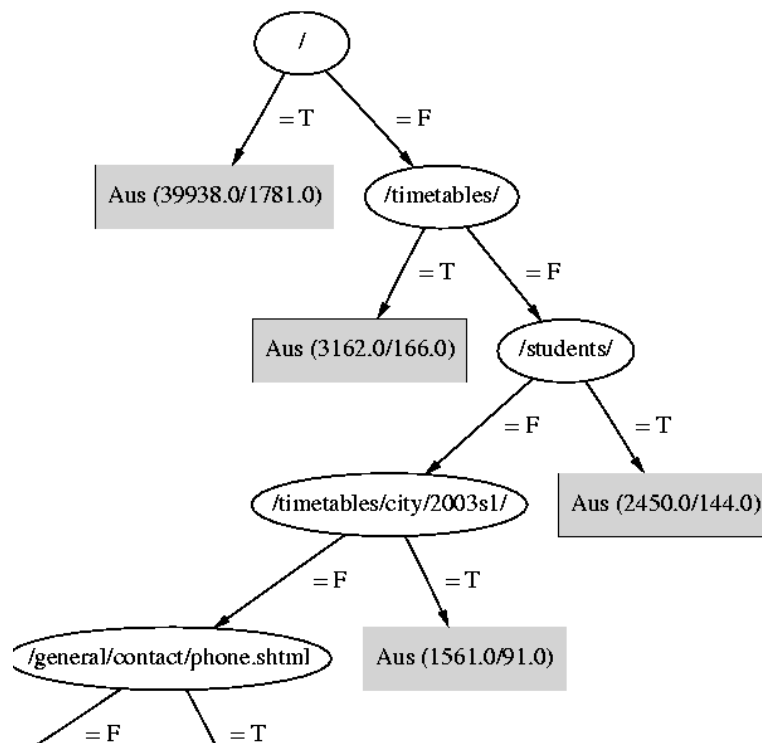 /
= T
= F
Aus (39938.0/1781.0)
/timetables/
= T
= F
Aus (3162.0/166.0)
/students/
= F
= T
/timetables/city/2003s1/
Aus (2450.0/144.0)
= F
= T
/general/contact/phone.shtml
Aus (1561.0/91.0)
= F
= T